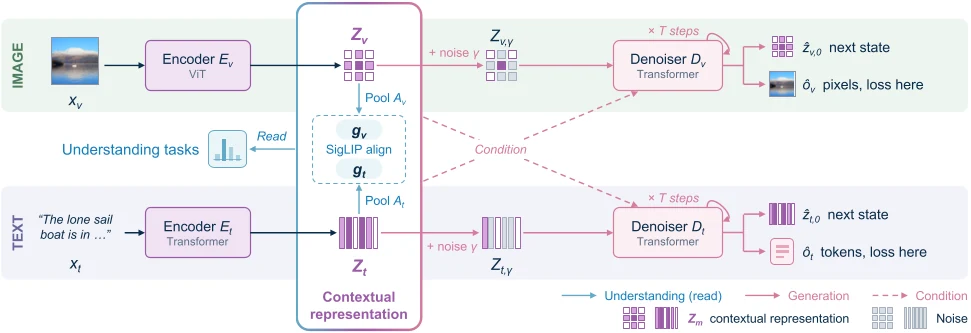 IMAGE
x_v
Encoder E_v
ViT
Z_v
+ noise γ
Z_v,γ
× T steps
Denoiser D_v
Transformer
ẑ_v,0 next state
ô_v pixels, loss here
Pool A_v
g_v
SigLIP align
g_t
Pool A_t
Understanding tasks
Read
Condition
TEXT
“The lone sail
boat is in …”
x_t
Encoder E_t
Transformer
Z_t
+ noise γ
Z_t,γ
× T steps
Denoiser D_t
Transformer
ẑ_t,0 next state
ô_t tokens, loss here
Contextual
representation
Understanding (read)
Generation
Condition
Z_m contextual representation
Noise